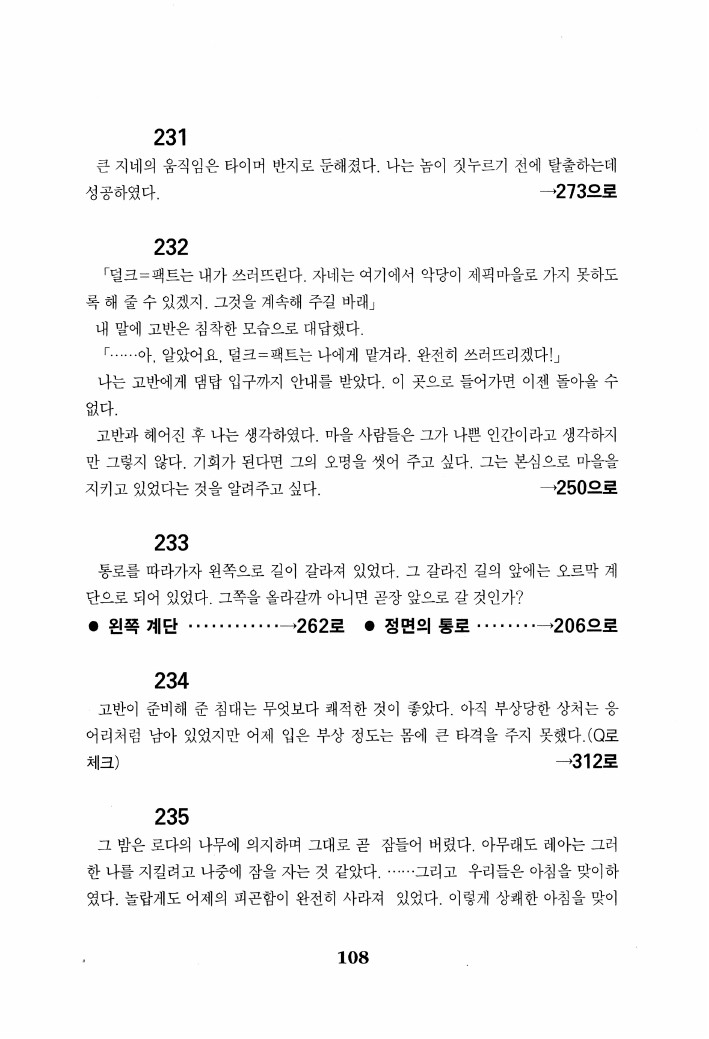 231
큰 지네의 움직임은 타이머 반지로 둔해졌다. 나는 놈이 짓누르기 전에 탈출하는데
성공하였다. →273으로
232
「덜크=팩트는 내가 쓰러뜨린다. 자네는 여기에서 악당이 제픽마을로 가지 못하도
록 해 줄 수 있겠지. 그것을 계속해 주길 바래」
내 말에 고반은 침착한 모습으로 대답했다.
「……아, 알았어요, 덜크=팩트는 나에게 맡겨라. 완전히 쓰러뜨리겠다!」
나는 고반에게 댐탑 입구까지 안내를 받았다. 이 곳으로 들어가면 이젠 돌아올 수
없다.
고반과 헤어진 후 나는 생각하였다. 마을 사람들은 그가 나쁜 인간이라고 생각하지
만 그렇지 않다. 기회가 된다면 그의 오명을 씻어 주고 싶다. 그는 본심으로 마을을
지키고 있었다는 것을 알려주고 싶다. →250으로
233
통로를 따라가자 왼쪽으로 길이 갈라져 있었다. 그 갈라진 길의 앞에는 오르막 계
단으로 되어 있었다. 그쪽을 올라갈까 아니면 곧장 앞으로 갈 것인가?
● 왼쪽 계단 ············→262로 ● 정면의 통로 ········→206으로
234
고반이 준비해 준 침대는 무엇보다 쾌적한 것이 좋았다. 아직 부상당한 상처는 응
어리처럼 남아 있었지만 어제 입은 부상 정도는 몸에 큰 타격을 주지 못했다.(Q로
체크) →312로
235
그 밤은 로다의 나무에 의지하며 그대로 곧 잠들어 버렸다. 아무래도 레아는 그러
한 나를 지킬려고 나중에 잠을 자는 것 같았다. ……그리고 우리들은 아침을 맞이하
였다. 놀랍게도 어제의 피곤함이 완전히 사라져 있었다. 이렇게 상쾌한 아침을 맞이
108